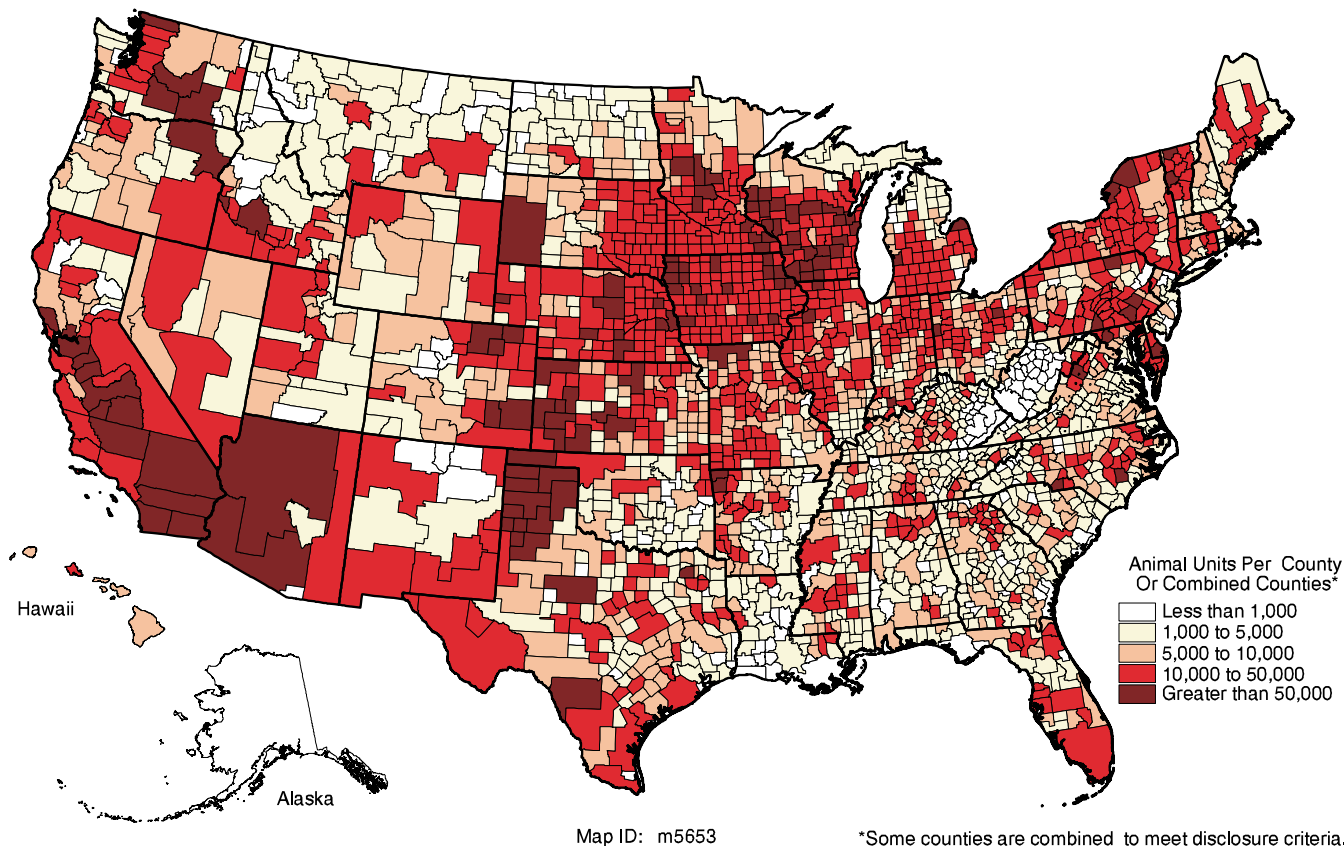 Hawaii
Alaska
Animal Units Per County
Or Combined Counties*
Less than 1,000
1,000 to 5,000
5,000 to 10,000
10,000 to 50,000
Greater than 50,000
Map ID: m5653
*Some counties are combined to meet disclosure criteria.